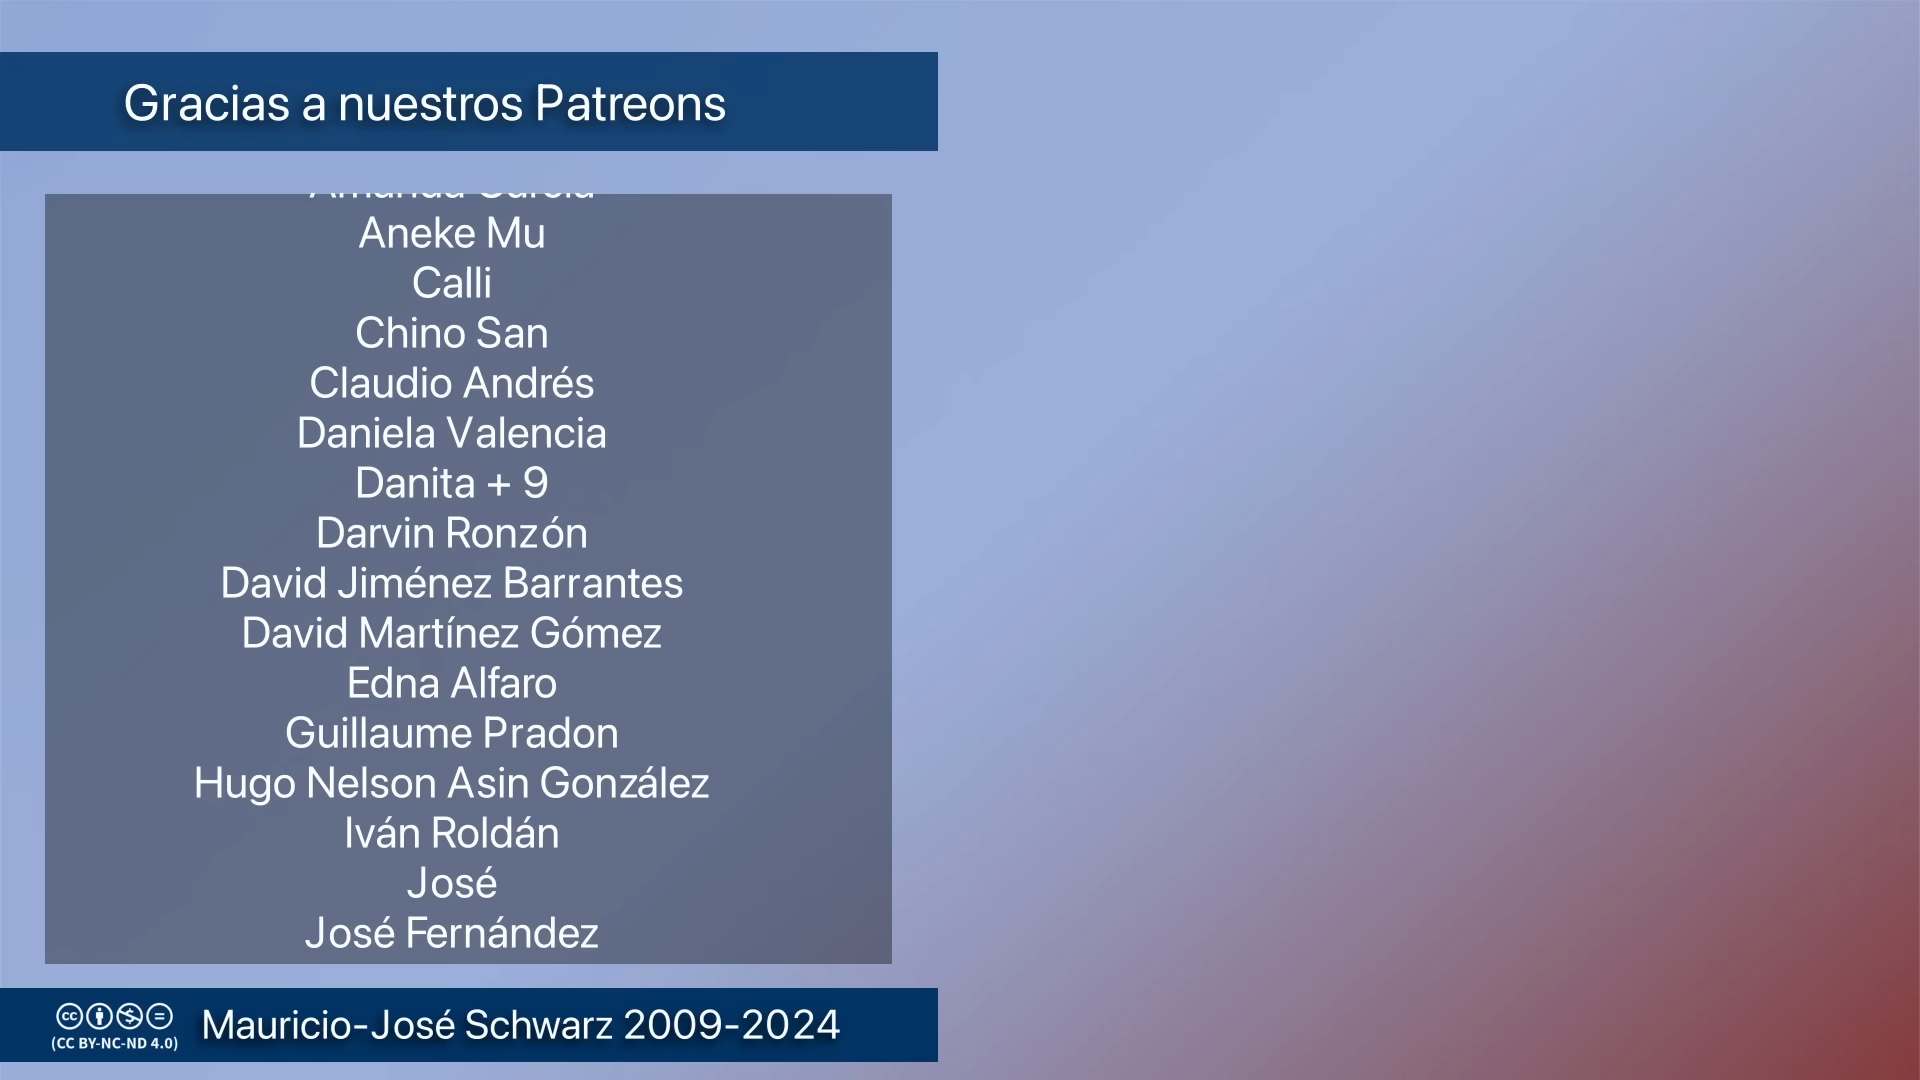 Gracias a nuestros Patreons
Aneke Mu
Calli
Chino San
Claudio Andrés
Daniela Valencia
Danita + 9
Darvin Ronzón
David Jiménez Barrantes
David Martínez Gómez
Edna Alfaro
Guillaume Pradon
Hugo Nelson Asin González
Iván Roldán
José
José Fernández
(CC BY-NC-ND 4.0) Mauricio-José Schwarz 2009-2024